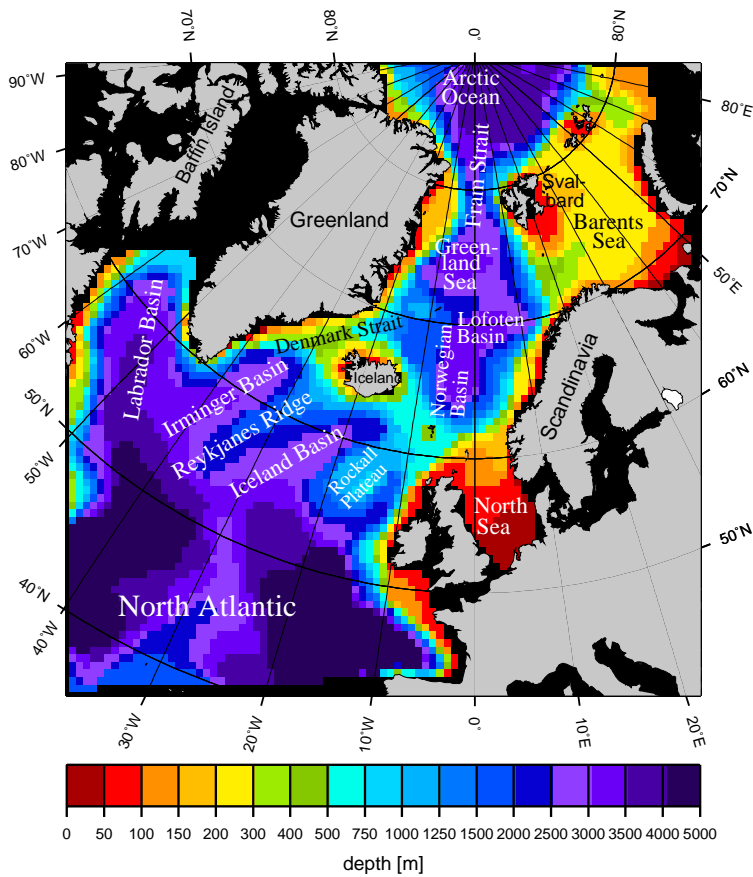 70°N
80°N
0°
80°N
90°W
80°E
80°W
70°N
70°W
50°E
60°W
60°N
50°N
50°W
50°N
40°N
40°W
30°W
20°W
10°W
0°
20°E
Arctic
Ocean
Baffin Island
Fram Strait
Sval-
bard
Greenland
Barents
Sea
Green-
land
Sea
Labrador Basin
Denmark Strait
Lofoten
Basin
Norwegian
Basin
Iceland
Scandinavia
Irminger Basin
Reykjanes Ridge
Iceland Basin
Rockall
Plateau
North
Sea
North Atlantic
0 50 100 150 200 300 400 500 750 1000 1250 1500 2000 2500 3000 3500 4000 5000
depth [m]